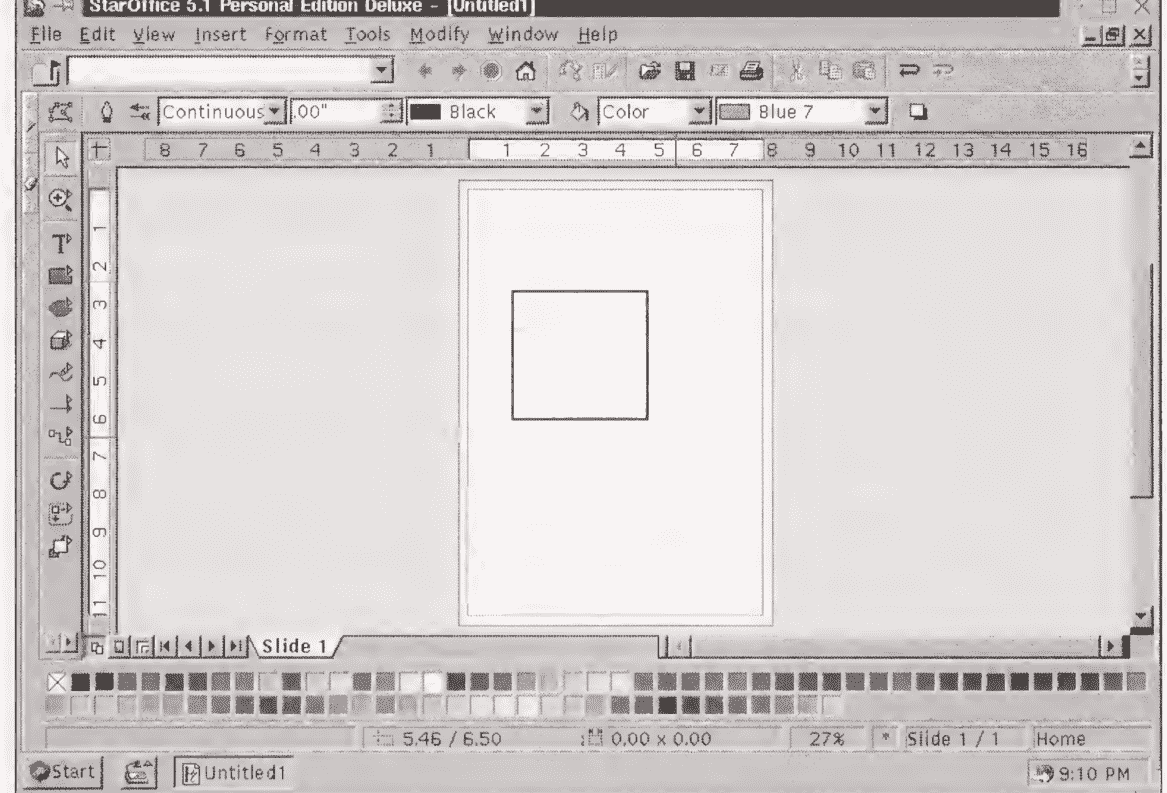 StarOffice 5.1 Personal Edition Deluxe - [Untitled1]
File Edit View Insert Format Tools Modify Window Help
Continuous .00" Black Color Blue 7
8 7 6 5 4 3 2 1 1 2 3 4 5 6 7 8 9 10 11 12 13 14 15 16
T
1
2
3
4
5
6
7
8
9
10
11
Slide 1
5.46 / 6.50 0.00 x 0.00 27% * Slide 1 / 1 Home
Start Untitled1 9:10 PM